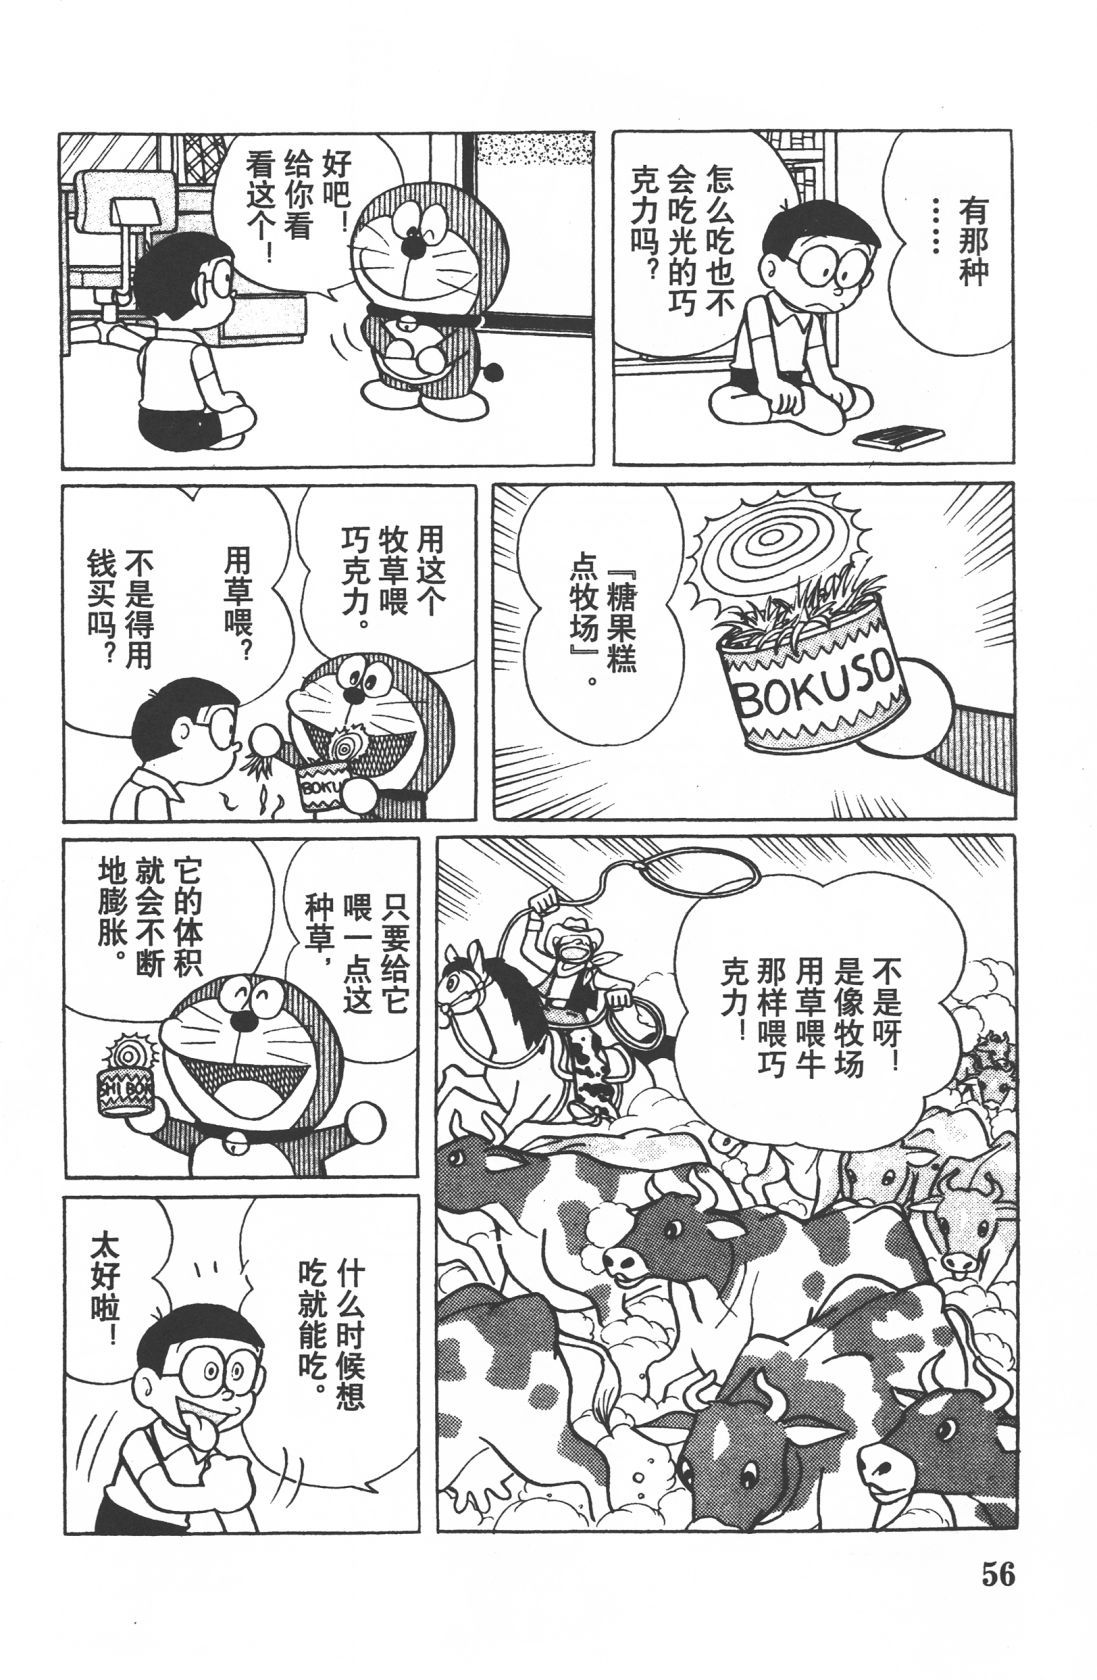 有那种
……
怎么吃也不
会吃光的巧
克力吗？
好吧！
给你看
看这个！
『糖果糕
点牧场』。
BOKUSO
用这个
牧草喂
巧克力。
用草喂？
不是得用
钱买吗？
BOKU
不是呀！
是像牧场
用草喂牛
那样喂巧
克力！
只要给它
喂一点这
种草，
它的体积
就会不断
地膨胀。
SHI BOK
什么时候想
吃就能吃。
太好啦！
56